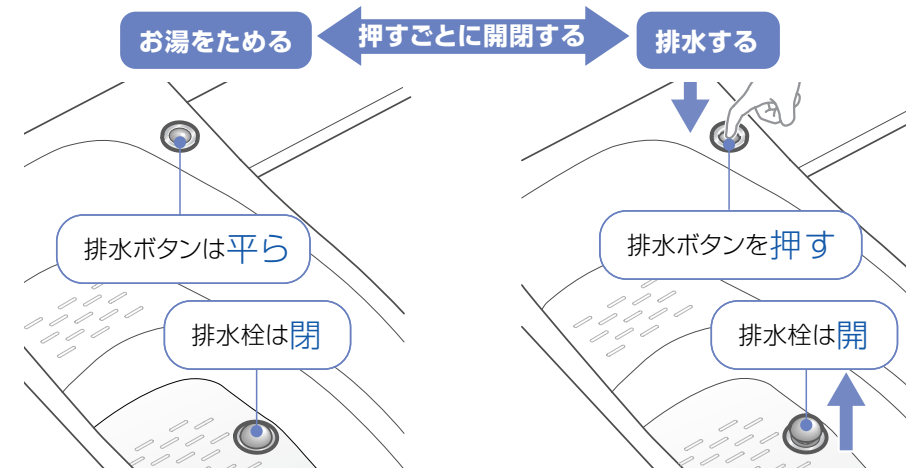 お湯をためる
押すごとに開閉する
排水する
排水ボタンは平ら
排水栓は閉
排水ボタンを押す
排水栓は開